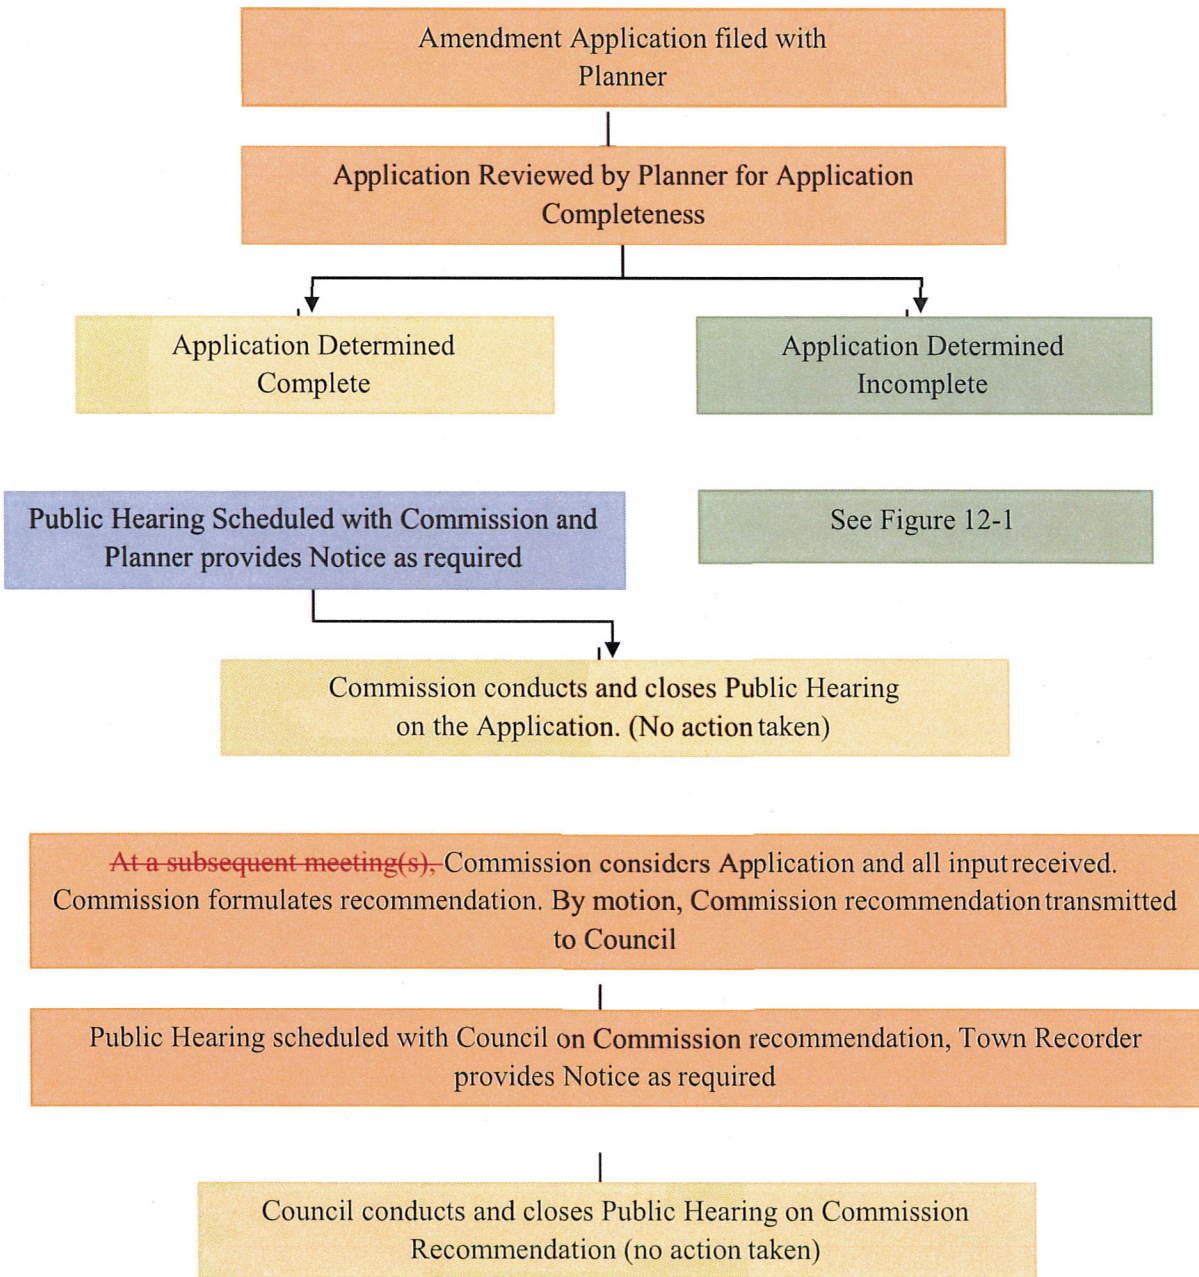 Amendment Application filed with
Planner
Application Reviewed by Planner for Application
Completeness
Application Determined
Complete
Application Determined
Incomplete
Public Hearing Scheduled with Commission and
Planner provides Notice as required
See Figure 12-1
Commission conducts and closes Public Hearing
on the Application. (No action taken)
At a subsequent meeting(s), Commission considers Application and all input received.
Commission formulates recommendation. By motion, Commission recommendation transmitted
to Council
Public Hearing scheduled with Council on Commission recommendation, Town Recorder
provides Notice as required
Council conducts and closes Public Hearing on Commission
Recommendation (no action taken)